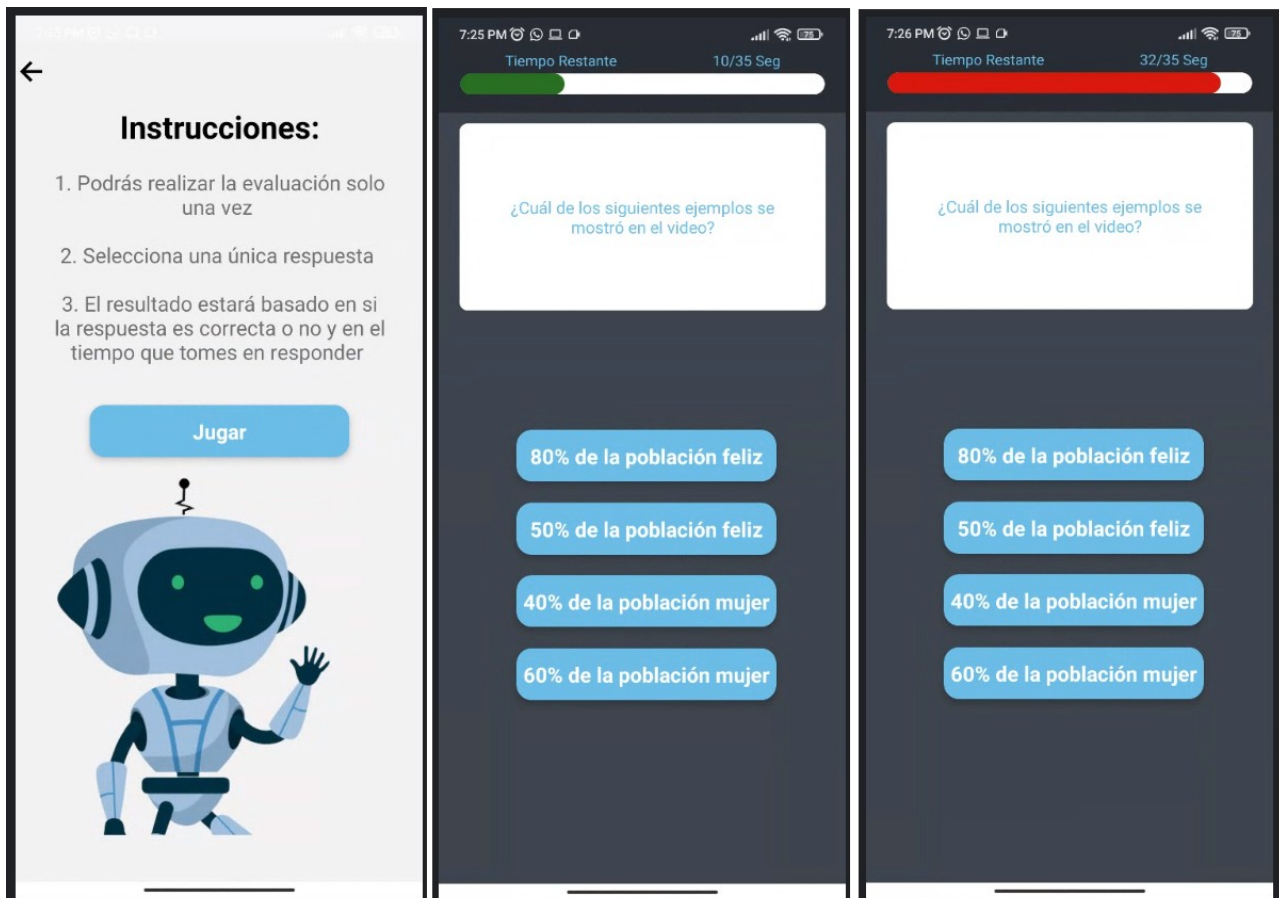 Instrucciones:
1. Podrás realizar la evaluación solo
una vez
2. Selecciona una única respuesta
3. El resultado estará basado en si
la respuesta es correcta o no y en el
tiempo que tomes en responder
Jugar
7:25 PM
25
Tiempo Restante 10/35 Seg
¿Cuál de los siguientes ejemplos se
mostró en el video?
80% de la población feliz
50% de la población feliz
40% de la población mujer
60% de la población mujer
7:26 PM
25
Tiempo Restante 32/35 Seg
¿Cuál de los siguientes ejemplos se
mostró en el video?
80% de la población feliz
50% de la población feliz
40% de la población mujer
60% de la población mujer